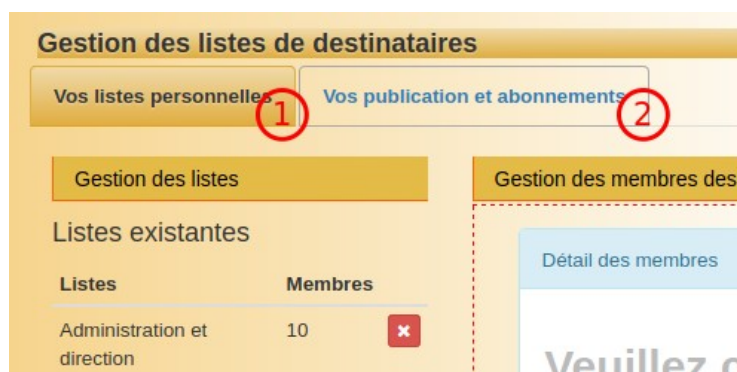 Gestion des listes de destinataires
Vos listes personnelles 1 Vos publication et abonnements 2
Gestion des listes
Gestion des membres des
Listes existantes
Détail des membres
Listes Membres
Administration et 10
direction
Veuillez